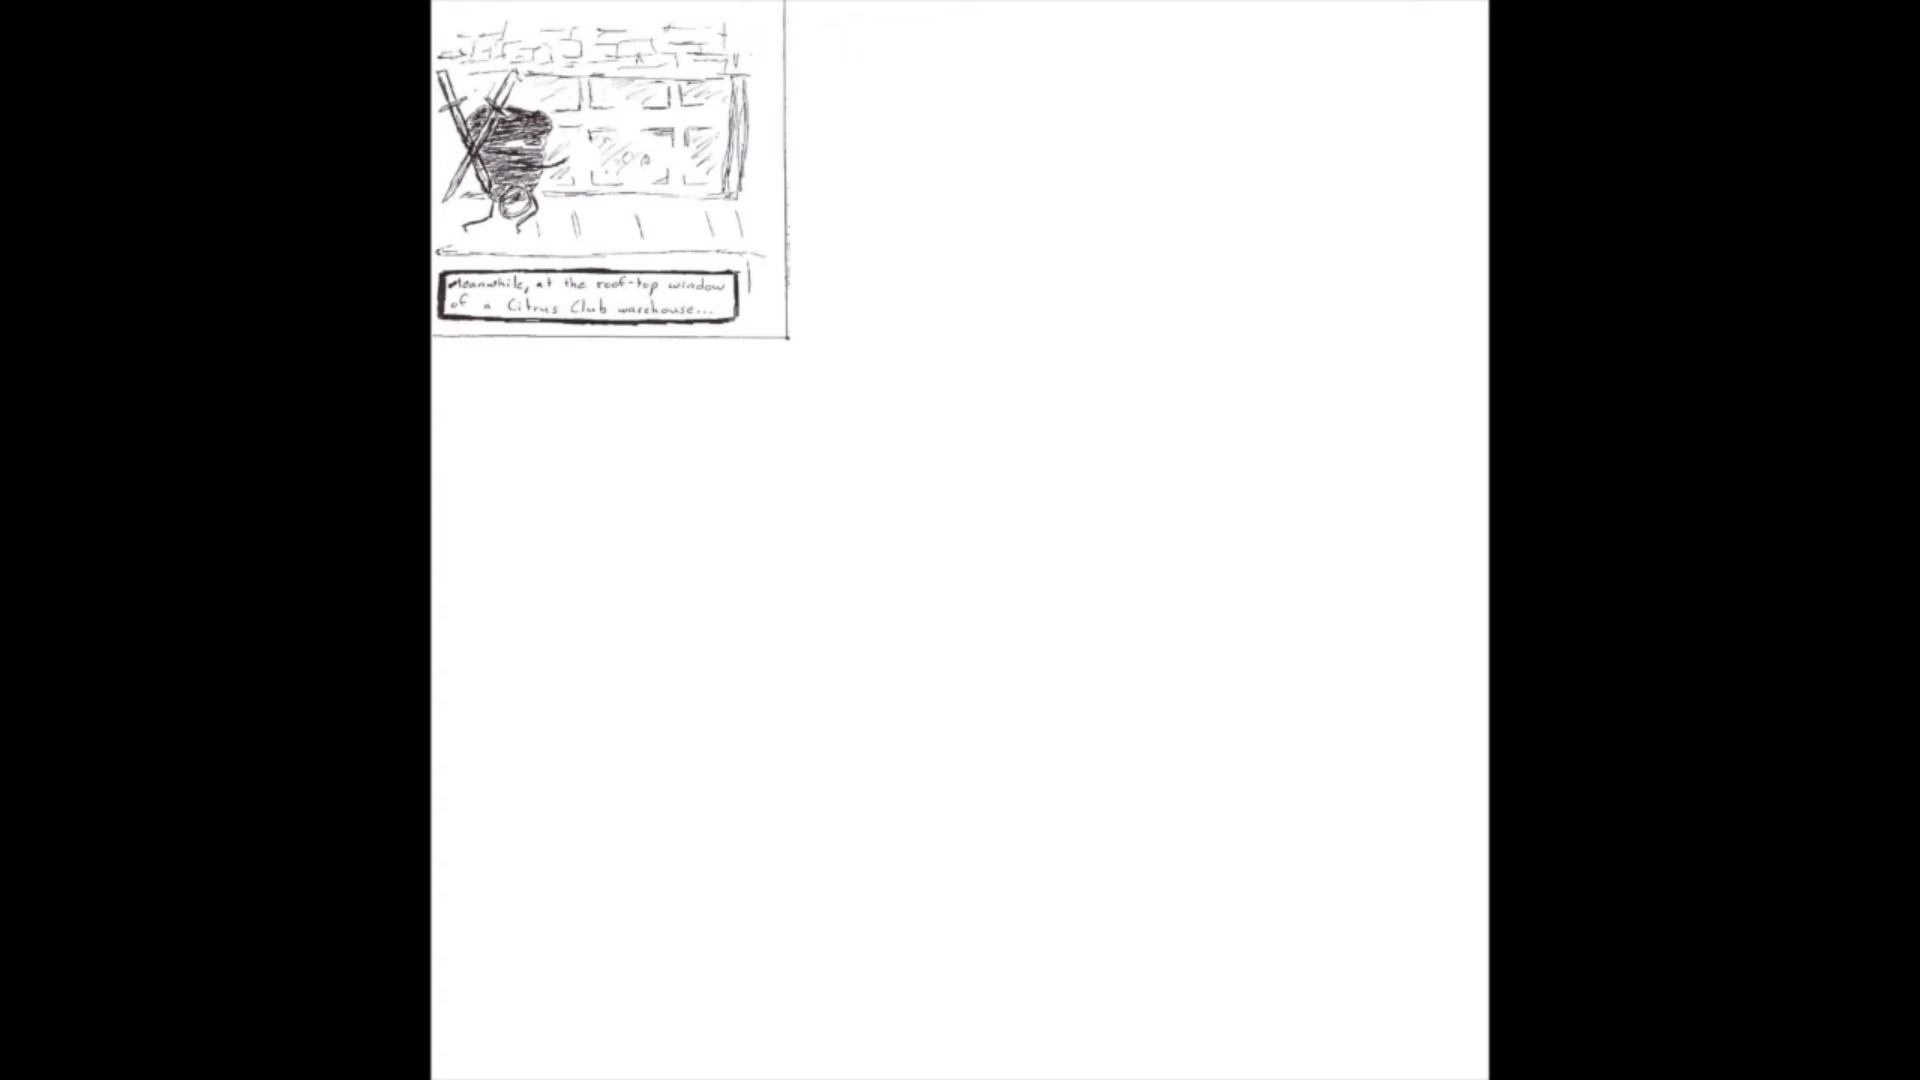 Meanwhile, at the roof-top window
of a Citrus Club warehouse...